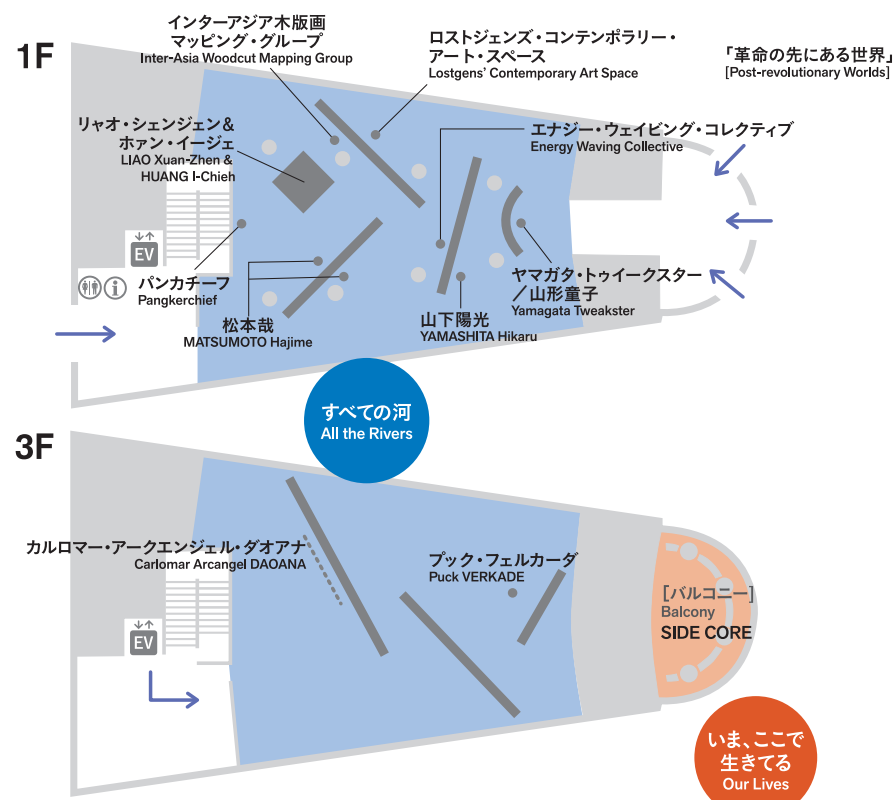 1F
インターアジア木版画
マッピング・グループ
Inter-Asia Woodcut Mapping Group
ロストジェンズ・コンテンポラリー・
アート・スペース
Lostgens' Contemporary Art Space
「革命の先にある世界」
[Post-revolutionary Worlds]
リャオ・シェンジェン＆
ホァン・イージェ
LIAO Xuan-Zhen &
HUANG I-Chieh
エナジー・ウェイビング・コレクティブ
Energy Waving Collective
EV
パンカチーフ
Pangkerchief
松本哉
MATSUMOTO Hajime
山下陽光
YAMASHITA Hikaru
ヤマガタ・トゥイークスター
／山形童子
Yamagata Tweakster
すべての河
All the Rivers
3F
カルロマー・アークエンジェル・ダオアナ
Carlomar Arcangel DAOANA
プック・フェルカーダ
Puck VERKADE
[バルコニー]
Balcony
SIDE CORE
EV
いま、ここで
生きてる
Our Lives